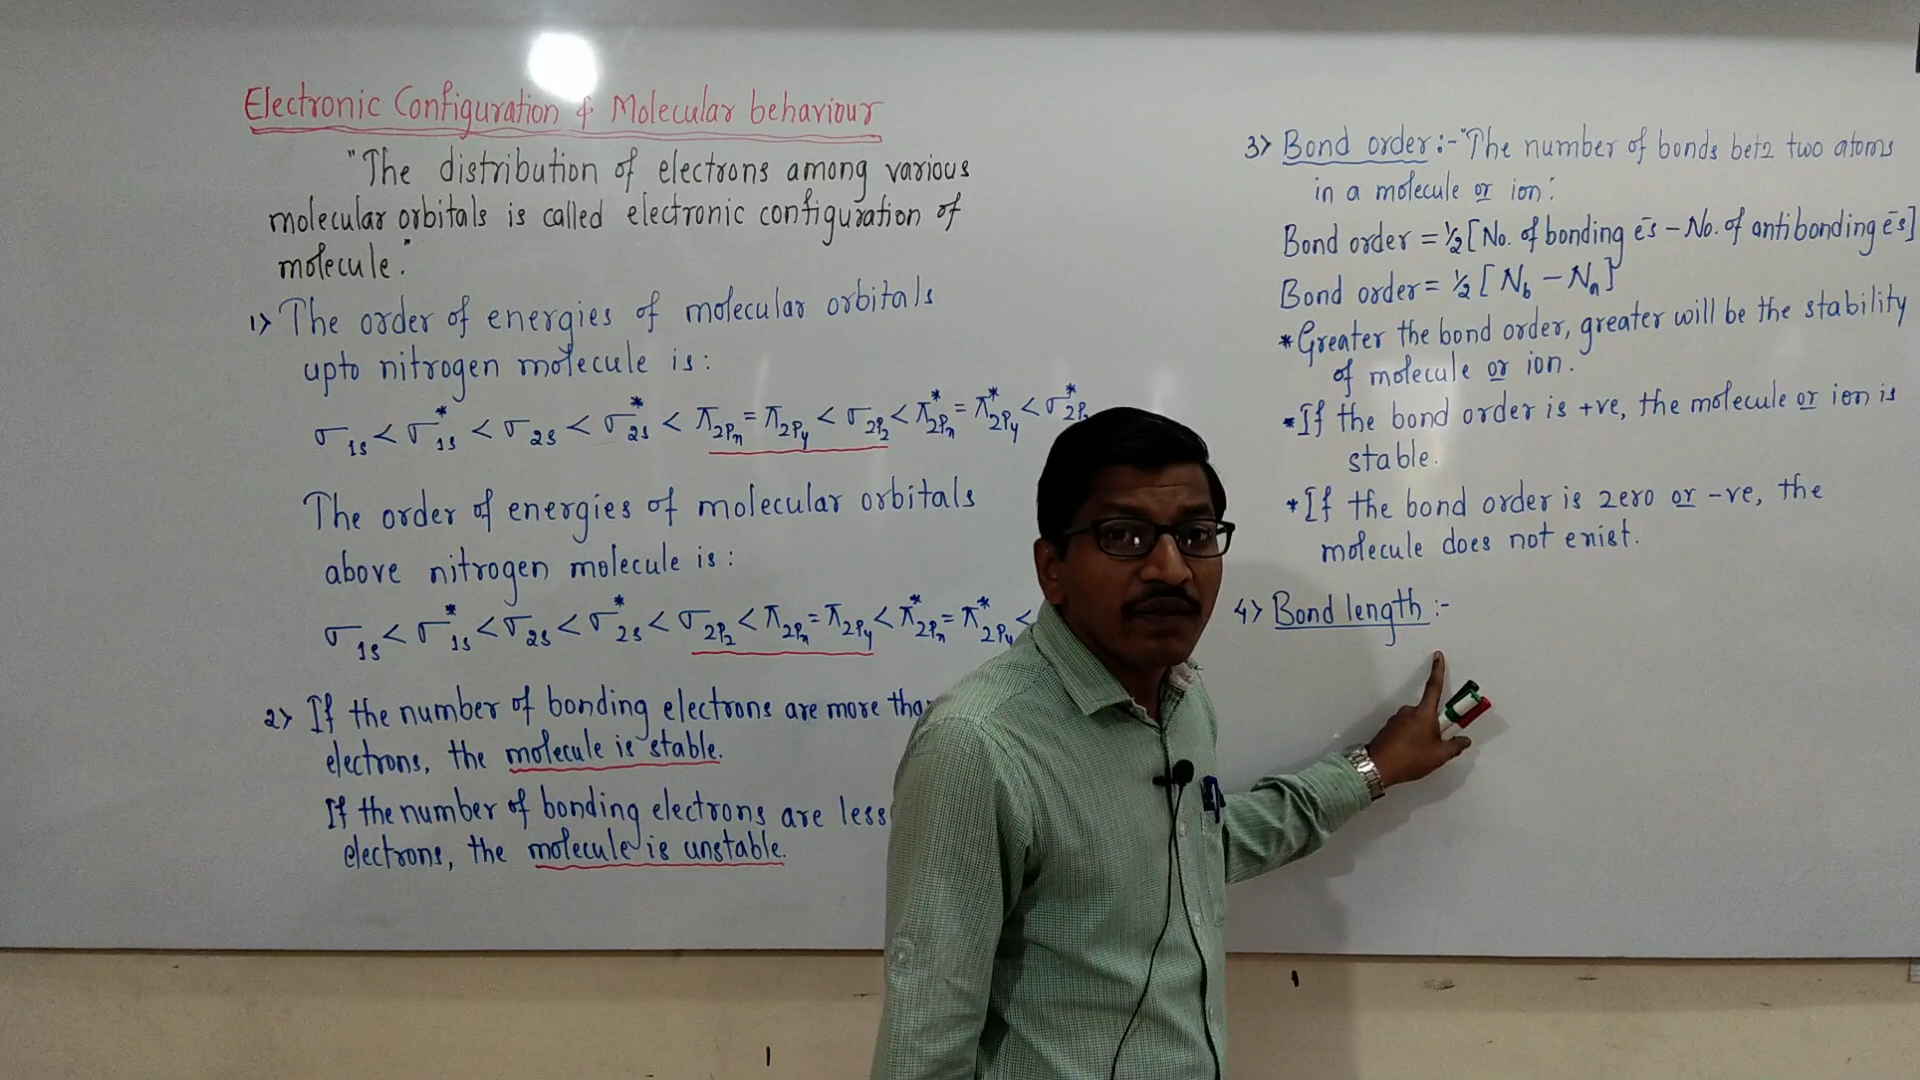 Electronic Configuration & Molecular behaviour
"The distribution of electrons among various
molecular orbitals is called electronic configuration of
molecule."
1> The order of energies of molecular orbitals
upto nitrogen molecule is:
σ1s < σ*1s < σ2s < σ*2s < π2Px = π2Py < σ2Pz < π*2Px = π*2Py < σ*2Pz
The order of energies of molecular orbitals
above nitrogen molecule is:
σ1s < σ*1s < σ2s < σ*2s < σ2Pz < π2Px = π2Py < π*2Px = π*2Py <
2> If the number of bonding electrons are more
electrons, the molecule is stable.
If the number of bonding electrons are less
electrons, the molecule is unstable.
3> Bond order :- "The number of bonds betz two atoms
in a molecule or ion."
Bond order = ½ [No. of bonding ēs – No. of antibonding ēs]
Bond order = ½ [Nb – Na]
* Greater the bond order, greater will be the stability
of molecule or ion.
* If the bond order is +ve, the molecule or ion is
stable.
* If the bond order is zero or -ve, the
molecule does not exist.
4> Bond length :-